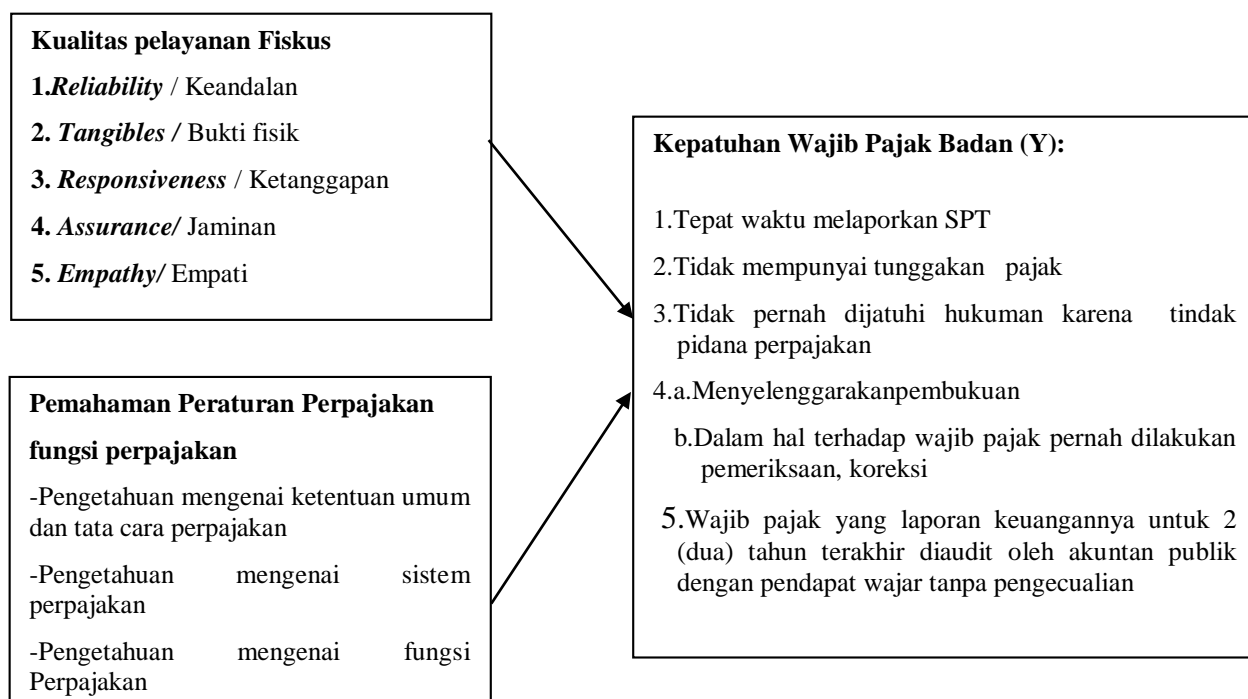 Kualitas pelayanan Fiskus
1.Reliability / Keandalan
2. Tangibles / Bukti fisik
3. Responsiveness / Ketanggapan
4. Assurance/ Jaminan
5. Empathy/ Empati
Pemahaman Peraturan Perpajakan
fungsi perpajakan
-Pengetahuan mengenai ketentuan umum
dan tata cara perpajakan
-Pengetahuan mengenai sistem
perpajakan
-Pengetahuan mengenai fungsi
Perpajakan
Kepatuhan Wajib Pajak Badan (Y):
1.Tepat waktu melaporkan SPT
2.Tidak mempunyai tunggakan pajak
3.Tidak pernah dijatuhi hukuman karena tindak
pidana perpajakan
4.a.Menyelenggarakanpembukuan
b.Dalam hal terhadap wajib pajak pernah dilakukan
pemeriksaan, koreksi
5.Wajib pajak yang laporan keuangannya untuk 2
(dua) tahun terakhir diaudit oleh akuntan publik
dengan pendapat wajar tanpa pengecualian